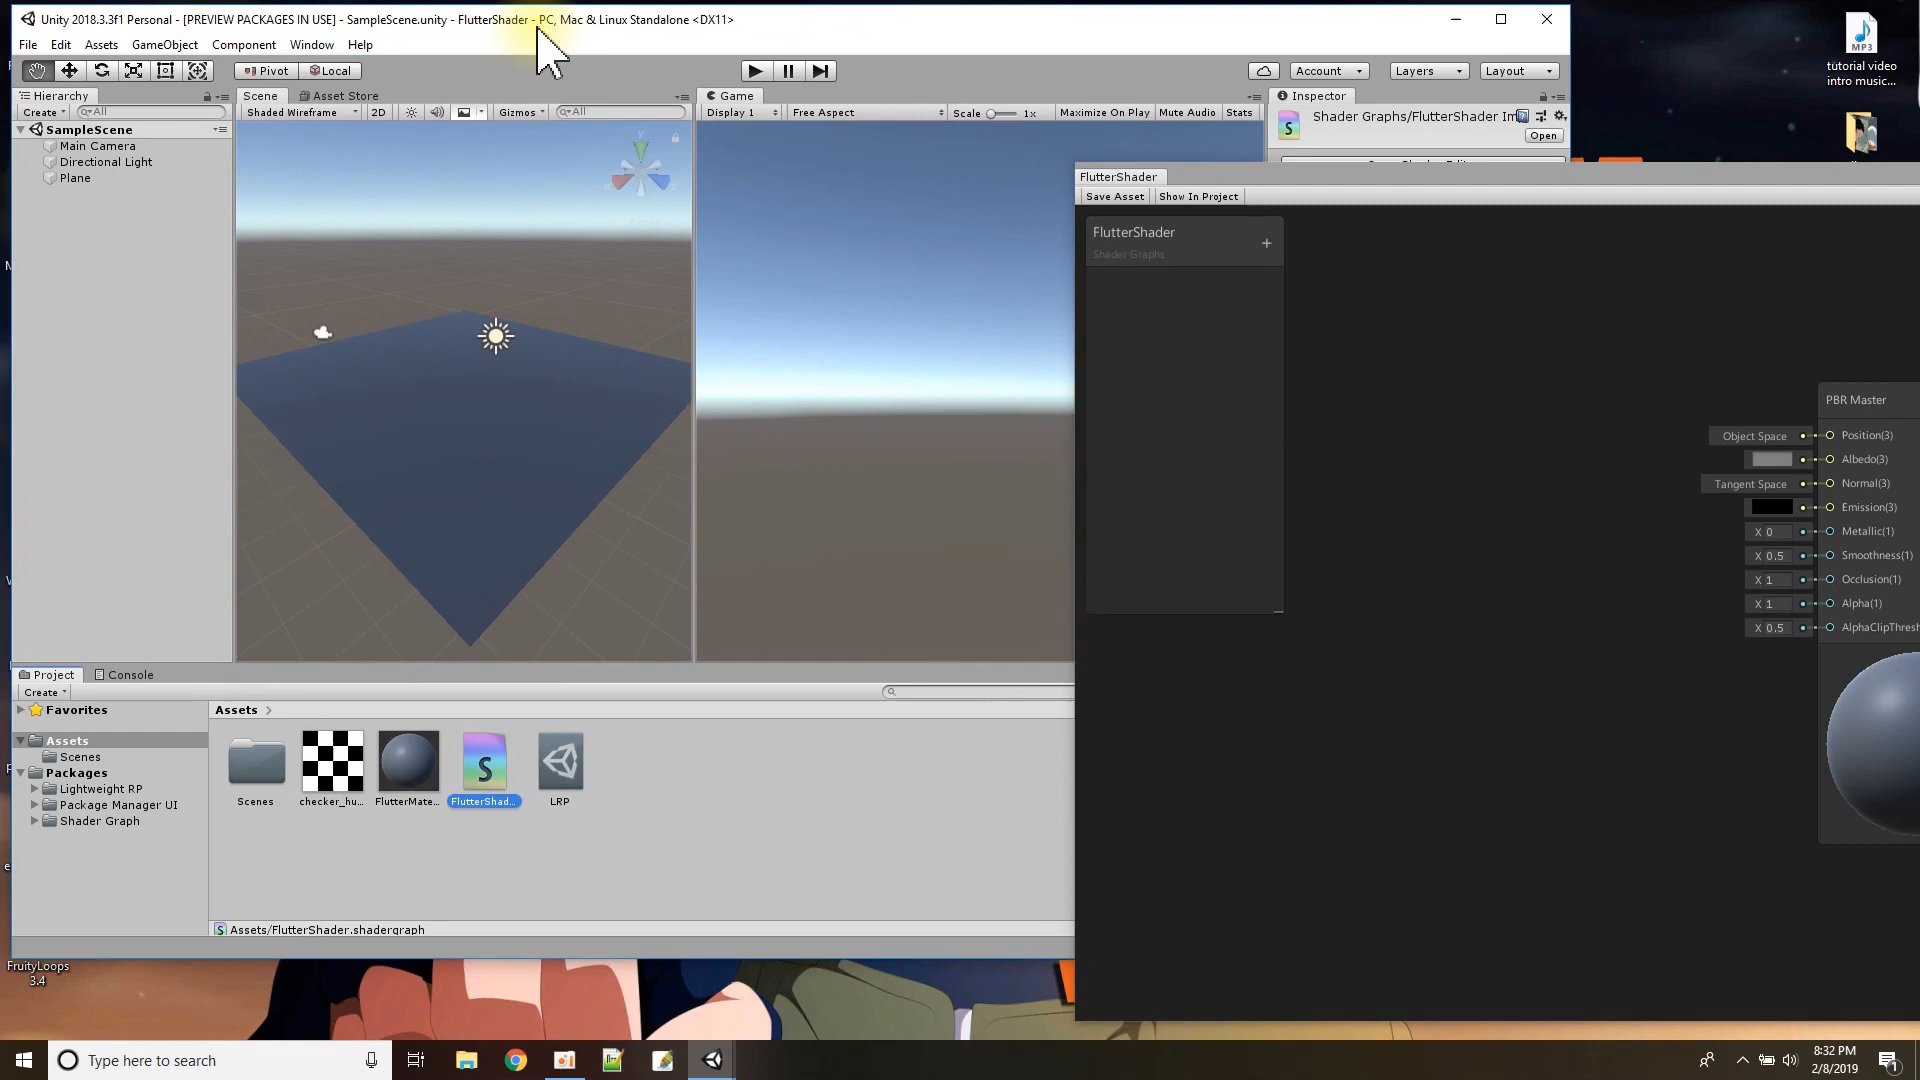 Unity 2018.3.3f1 Personal - [PREVIEW PACKAGES IN USE] - SampleScene.unity - FlutterShader - PC, Mac & Linux Standalone <DX11>
File Edit Assets GameObject Component Window Help
Pivot Local
Account Layers Layout
Hierarchy Scene Asset Store Game Inspector
Create All Shaded Wireframe 2D Gizmos All Display 1 Free Aspect Scale 1x Maximize On Play Mute Audio Stats
Shader Graphs/FlutterShader Im
Open
SampleScene
Main Camera
Directional Light
Plane
FlutterShader
Save Asset Show In Project
FlutterShader
Shader Graphs
PBR Master
Object Space Position(3)
Albedo(3)
Tangent Space Normal(3)
Emission(3)
X 0 Metallic(1)
X 0.5 Smoothness(1)
X 1 Occlusion(1)
X 1 Alpha(1)
X 0.5 AlphaClipThresh
Project Console
Create
Favorites
Assets
Scenes
Packages
Lightweight RP
Package Manager UI
Shader Graph
Assets
Scenes checker_hu... FlutterMate... FlutterShad... LRP
Assets/FlutterShader.shadergraph
MP3
tutorial video
intro music...
FruityLoops
3.4
Type here to search
8:32 PM
2/8/2019
1